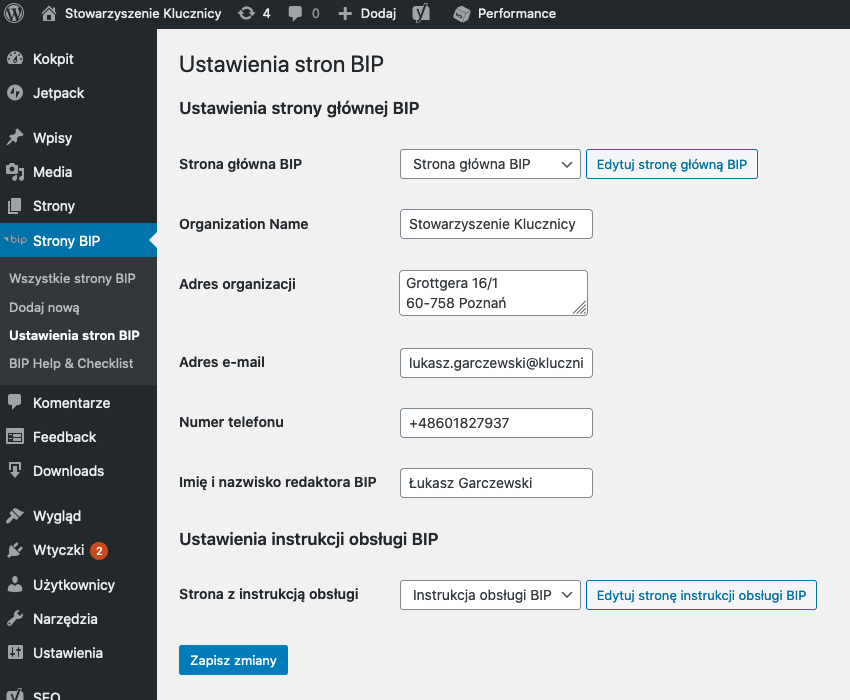 Stowarzyszenie Klucznicy 4 0 Dodaj Performance
Kokpit
Jetpack
Wpisy
Media
Strony
bip Strony BIP
Wszystkie strony BIP
Dodaj nową
Ustawienia stron BIP
BIP Help & Checklist
Komentarze
Feedback
Downloads
Wygląd
Wtyczki 2
Użytkownicy
Narzędzia
Ustawienia
SEO
Ustawienia stron BIP
Ustawienia strony głównej BIP
Strona główna BIP Strona główna BIP Edytuj stronę główną BIP
Organization Name Stowarzyszenie Klucznicy
Adres organizacji Grottgera 16/1
60-758 Poznań
Adres e-mail lukasz.garczewski@kluczni
Numer telefonu +48601827937
Imię i nazwisko redaktora BIP Łukasz Garczewski
Ustawienia instrukcji obsługi BIP
Strona z instrukcją obsługi Instrukcja obsługi BIP Edytuj stronę instrukcji obsługi BIP
Zapisz zmiany